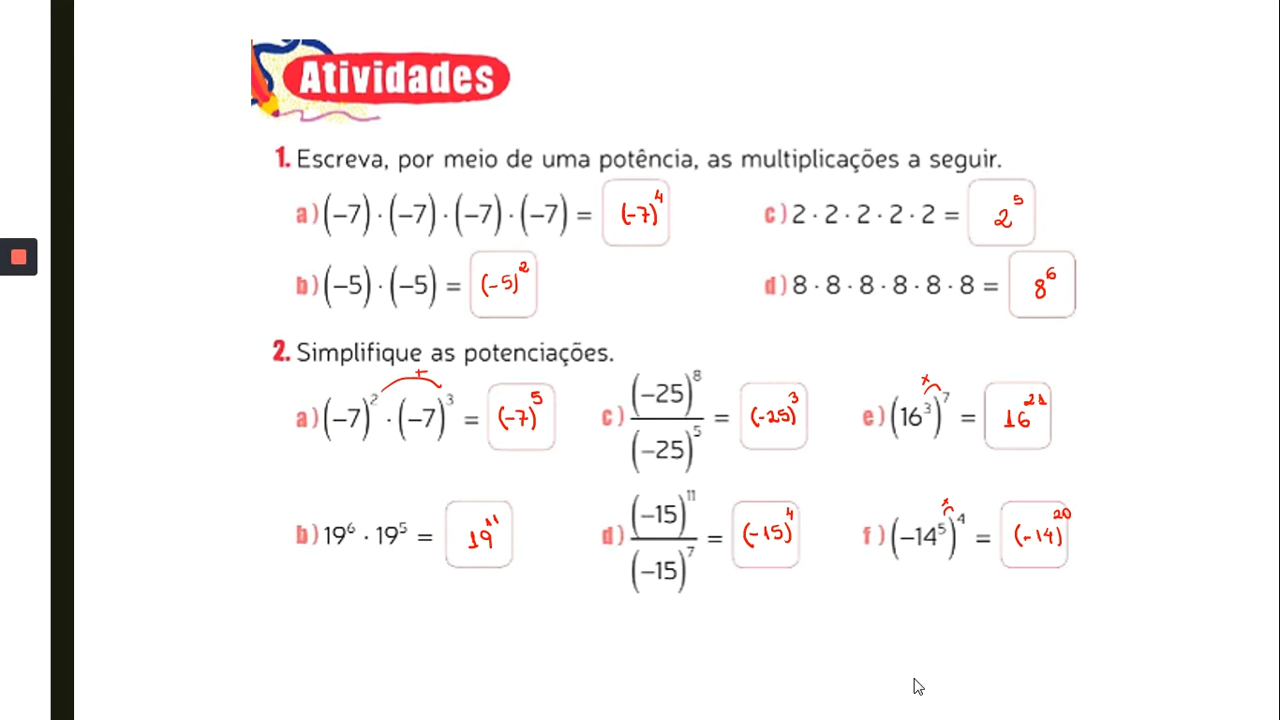 Atividades
1. Escreva, por meio de uma potência, as multiplicações a seguir.
a) (−7) · (−7) · (−7) · (−7) = (-7)⁴
c) 2 · 2 · 2 · 2 · 2 = 2⁵
b) (−5) · (−5) = (-5)²
d) 8 · 8 · 8 · 8 · 8 · 8 = 8⁶
2. Simplifique as potenciações.
+
a) (−7)² · (−7)³ = (-7)⁵
c) (−25)⁸ / (−25)⁵ = (-25)³
x
e) (16³)⁷ = 16²¹
b) 19⁶ · 19⁵ = 19¹¹
d) (−15)¹¹ / (−15)⁷ = (-15)⁴
x
f) (−14⁵)⁴ = (-14)²⁰